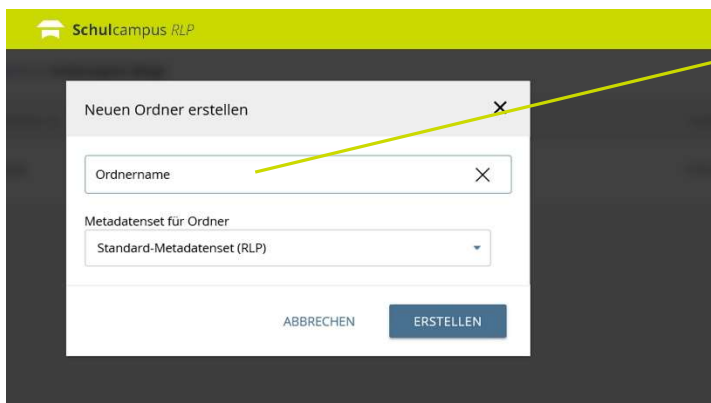 Schulcampus RLP
Neuen Ordner erstellen
Ordnername
Metadatenset für Ordner
Standard-Metadatenset (RLP)
ABBRECHEN
ERSTELLEN